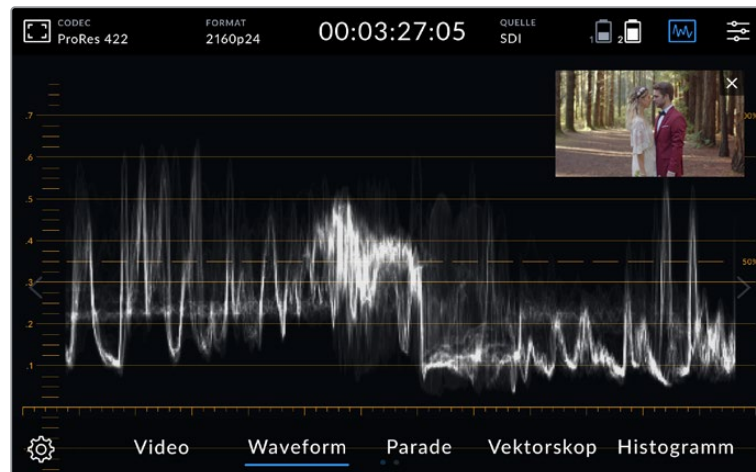 CODEC
ProRes 422
FORMAT
2160p24
00:03:27:05
QUELLE
SDI
1
2
.7
.6
.5
.4
.3
.2
.1
50%
Video
Waveform
Parade
Vektorskop
Histogramm